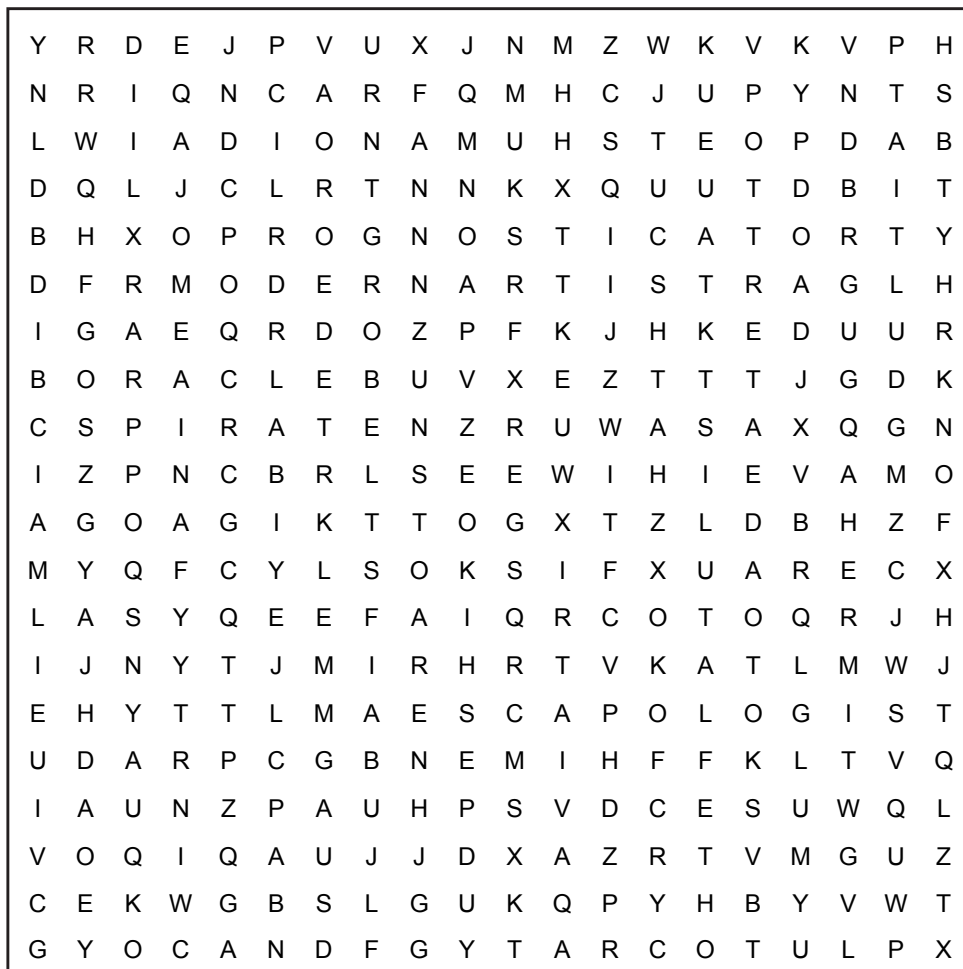 Y R D E J P V U X J N M Z W K V K V P H
N R I Q N C A R F Q M H C J U P Y N T S
L W I A D I O N A M U H S T E O P D A B
D Q L J C L R T N N K X Q U U T D B I T
B H X O P R O G N O S T I C A T O R T Y
D F R M O D E R N A R T I S T R A G L H
I G A E Q R D O Z P F K J H K E D U U R
B O R A C L E B U V X E Z T T T J G D K
C S P I R A T E N Z R U W A S A X Q G N
I Z P N C B R L S E E W I H I E V A M O
A G O A G I K T T O G X T Z L D B H Z F
M Y Q F C Y L S O K S I F X U A R E C X
L A S Y Q E E F A I Q R C O T O Q R J H
I J N Y T J M I R H R T V K A T L M W J
E H Y T T L M A E S C A P O L O G I S T
U D A R P C G B N E M I H F F K L T V Q
I A U N Z P A U H P S V D C E S U W Q L
V O Q I Q A U J J D X A Z R T V M G U Z
C E K W G B S L G U K Q P Y H B Y V W T
G Y O C A N D F G Y T A R C O T U L P X